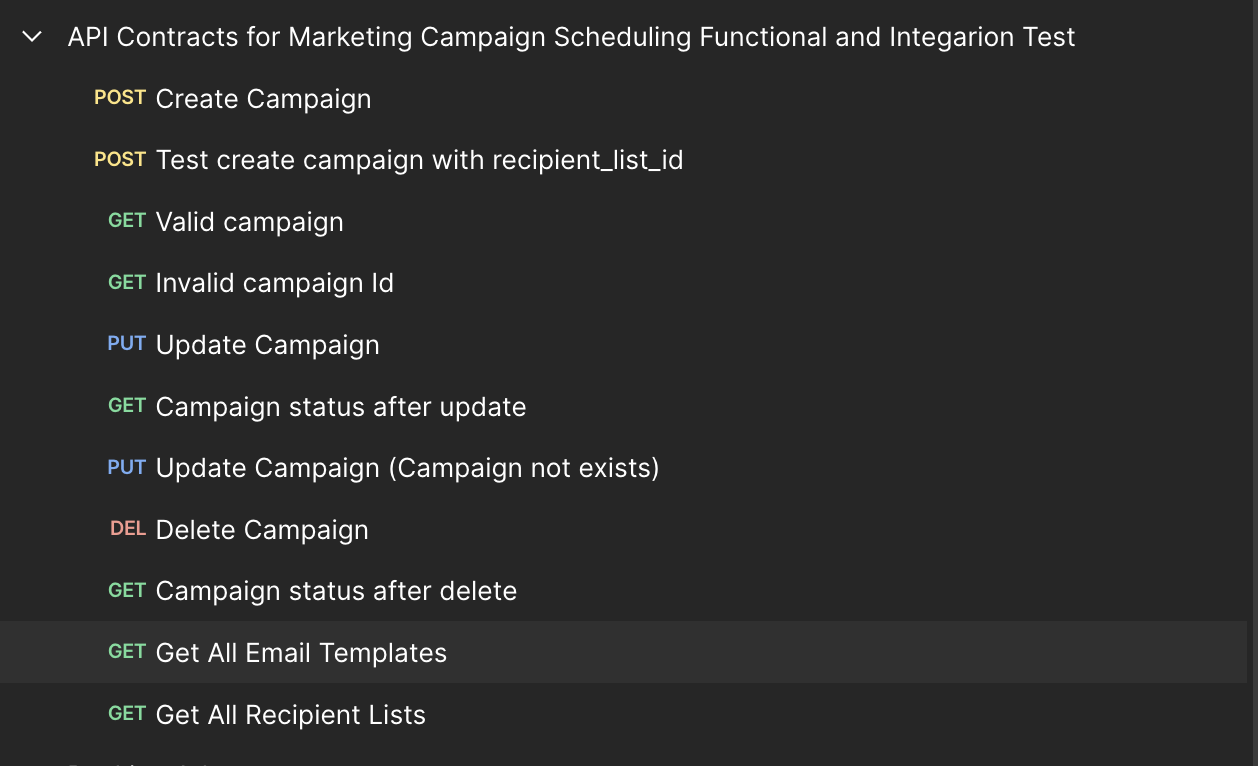 API Contracts for Marketing Campaign Scheduling Functional and Integarion Test
POST Create Campaign
POST Test create campaign with recipient_list_id
GET Valid campaign
GET Invalid campaign Id
PUT Update Campaign
GET Campaign status after update
PUT Update Campaign (Campaign not exists)
DEL Delete Campaign
GET Campaign status after delete
GET Get All Email Templates
GET Get All Recipient Lists